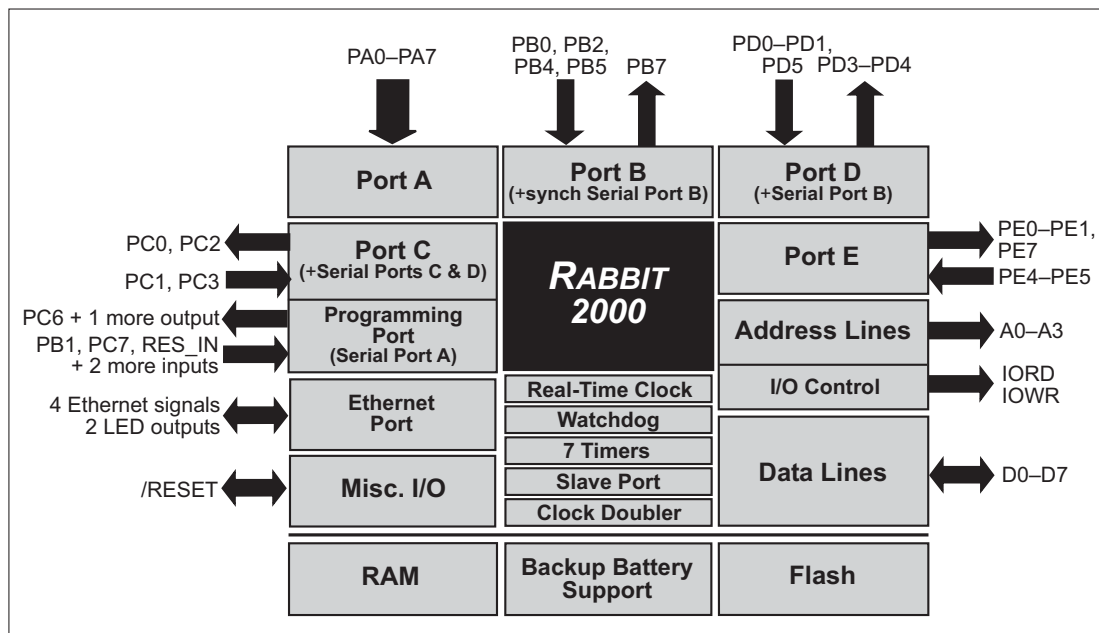 PA0–PA7
PB0, PB2,
PB4, PB5
PB7
PD0–PD1,
PD5
PD3–PD4
Port A
Port B
(+synch Serial Port B)
Port D
(+Serial Port B)
PC0, PC2
PC1, PC3
Port C
(+Serial Ports C & D)
RABBIT
2000
Port E
PE0–PE1,
PE7
PE4–PE5
PC6 + 1 more output
PB1, PC7, RES_IN
+ 2 more inputs
Programming
Port
(Serial Port A)
Address Lines
A0–A3
Real-Time Clock
I/O Control
IORD
IOWR
4 Ethernet signals
2 LED outputs
Ethernet
Port
Watchdog
7 Timers
Slave Port
Clock Doubler
Data Lines
D0–D7
/RESET
Misc. I/O
RAM
Backup Battery
Support
Flash